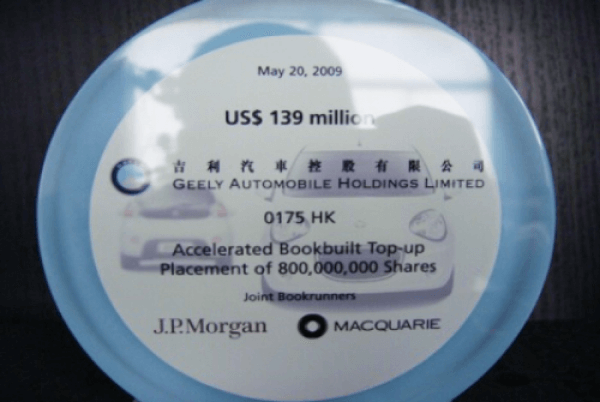 May 20, 2009
US$ 139 million
吉利汽車控股有限公司
GEELY AUTOMOBILE HOLDINGS LIMITED
0175 HK
Accelerated Bookbuilt Top-up
Placement of 800,000,000 Shares
Joint Bookrunners
J.P.Morgan MACQUARIE